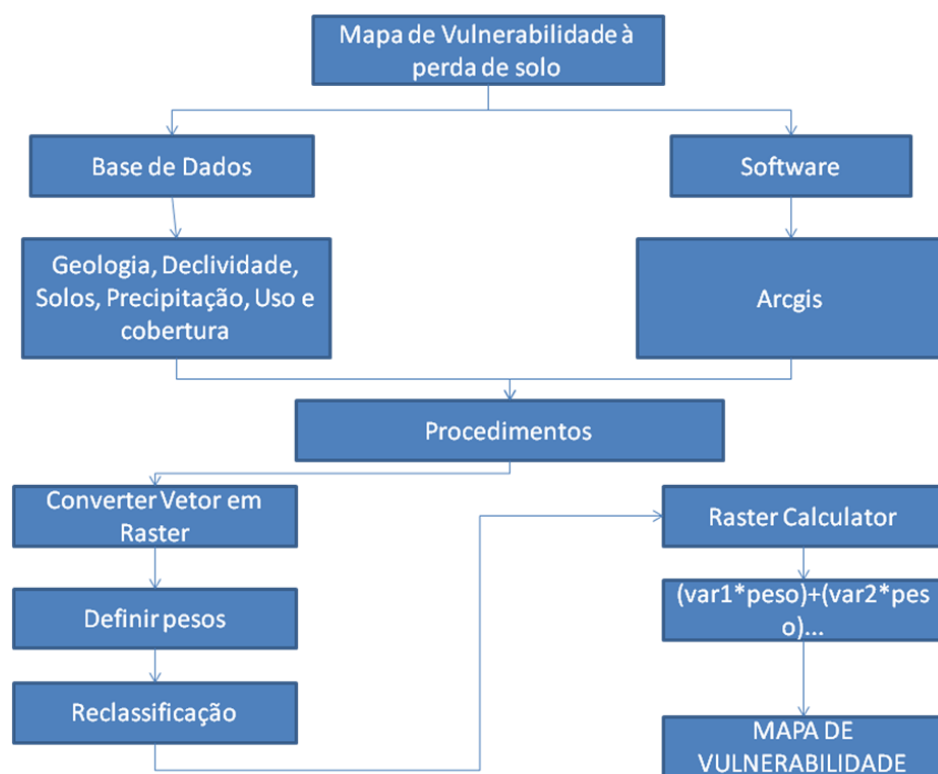 Mapa de Vulnerabilidade à
perda de solo
Base de Dados
Software
Geologia, Declividade,
Solos, Precipitação, Uso e
cobertura
Arcgis
Procedimentos
Converter Vetor em
Raster
Definir pesos
Reclassificação
Raster Calculator
(var1*peso)+(var2*pes
o)...
MAPA DE
VULNERABILIDADE